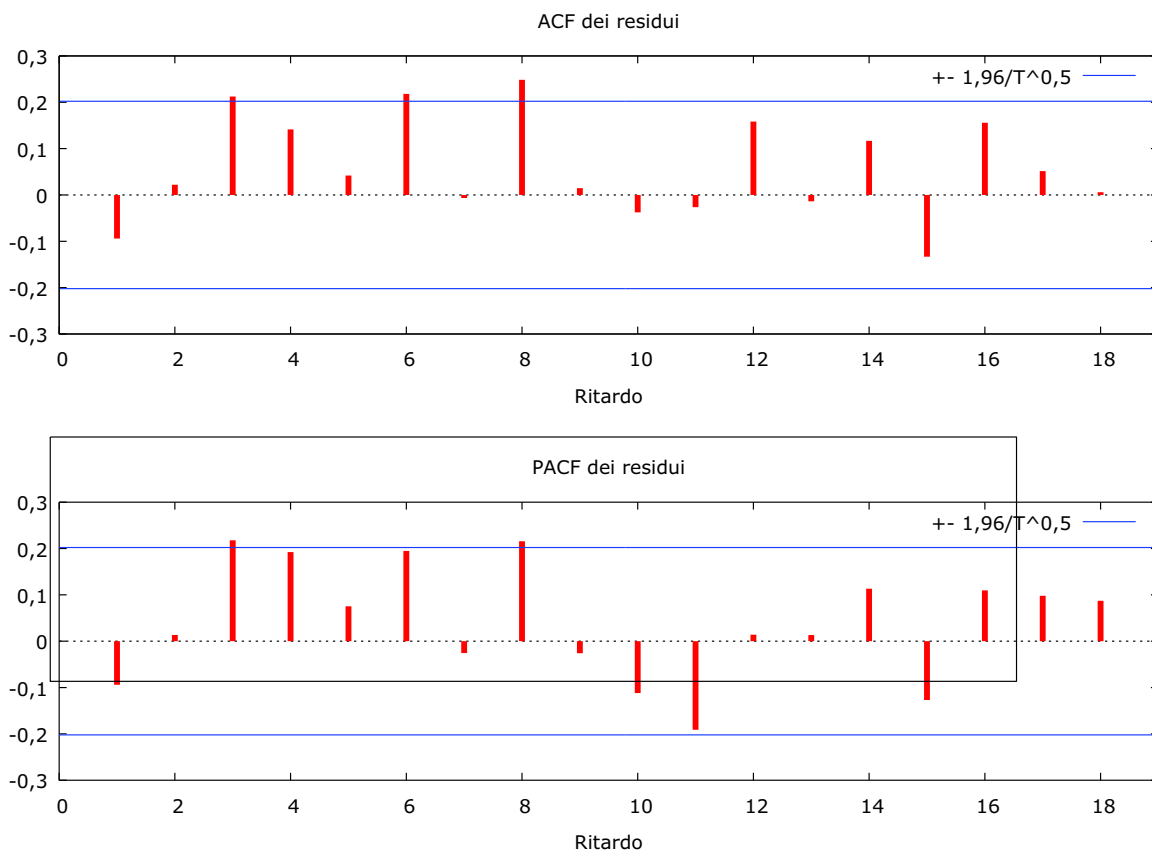 ACF dei residui
0,3
+- 1,96/T^0,5
0,2
0,1
0
-0,1
-0,2
-0,3
0 2 4 6 8 10 12 14 16 18
Ritardo
PACF dei residui
0,3
+- 1,96/T^0,5
0,2
0,1
0
-0,1
-0,2
-0,3
0 2 4 6 8 10 12 14 16 18
Ritardo